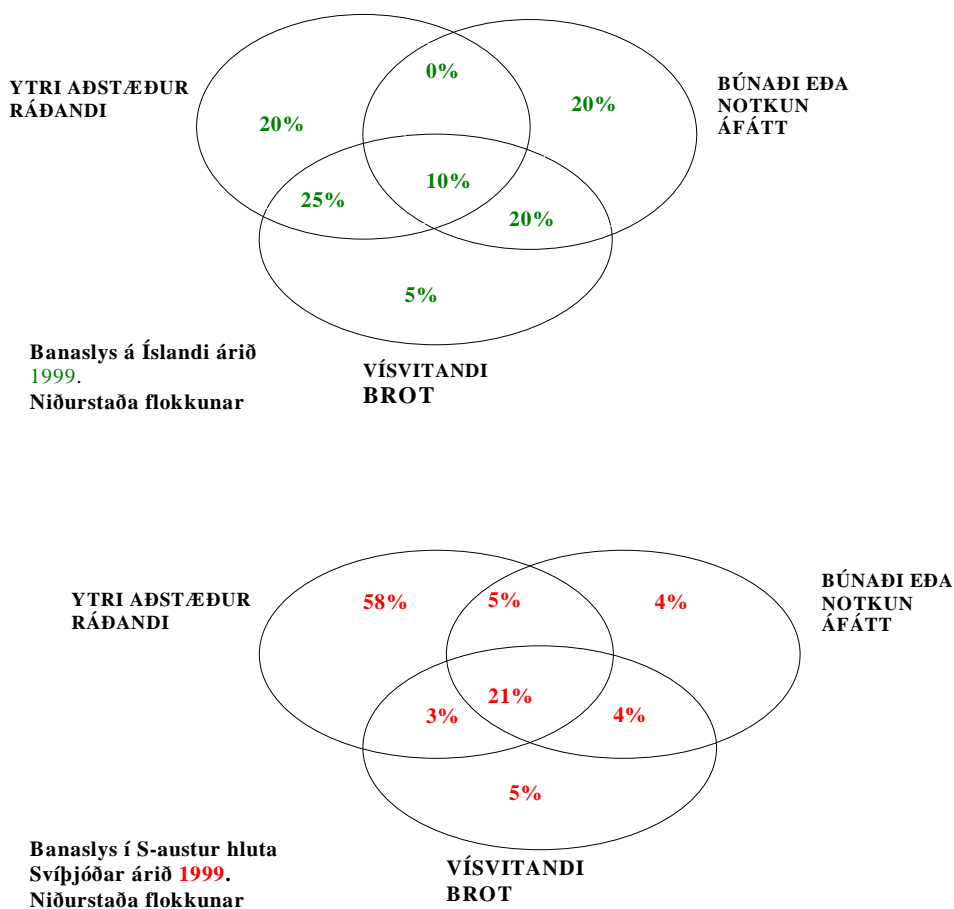 0%
YTRI AÐSTÆÐUR
RÁÐANDI
BÚNAÐI EÐA
NOTKUN
ÁFÁTT
20%
20%
10%
25%
20%
5%
Banaslys á Íslandi árið
1999.
Niðurstaða flokkunar
VÍSVITANDI
BROT
YTRI AÐSTÆÐUR
RÁÐANDI
58%
5%
4%
BÚNAÐI EÐA
NOTKUN
ÁFÁTT
21%
3%
4%
5%
Banaslys í S-austur hluta
Svíþjóðar árið 1999.
Niðurstaða flokkunar
VÍSVITANDI
BROT